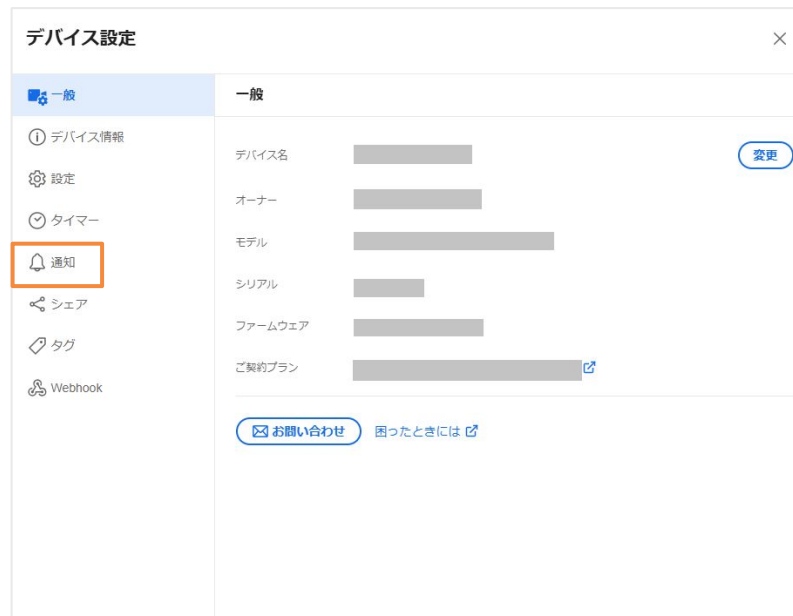 デバイス設定
一般
デバイス情報
設定
タイマー
通知
シェア
タグ
Webhook
一般
デバイス名
変更
オーナー
モデル
シリアル
ファームウェア
ご契約プラン
お問い合わせ 困ったときには